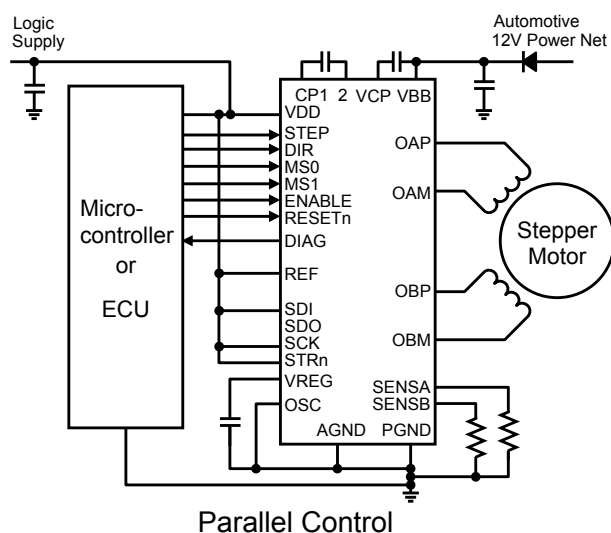 Logic
Supply
Automotive
12V Power Net
CP1 2 VCP VBB
VDD
STEP
DIR
MS0
MS1
ENABLE
RESETn
DIAG
REF
SDI
SDO
SCK
STRn
VREG
OSC
AGND PGND
OAP
OAM
OBP
OBM
SENSA
SENSB
Micro-
controller
or
ECU
Stepper
Motor
Parallel Control